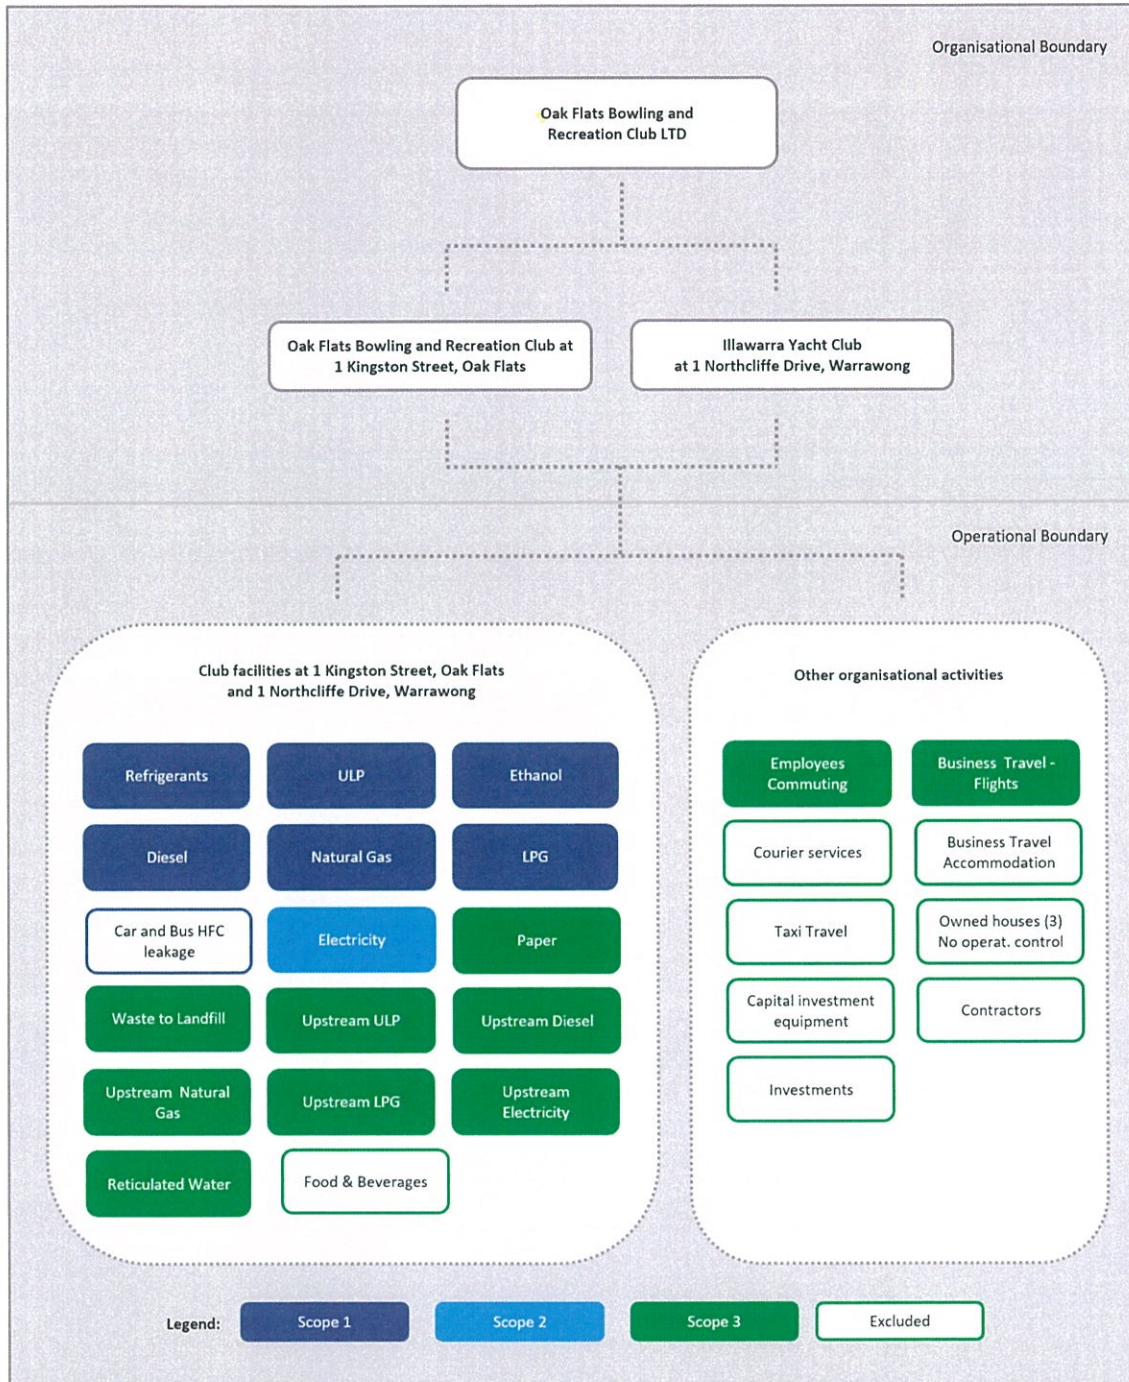 Organisational Boundary
Oak Flats Bowling and
Recreation Club LTD
Oak Flats Bowling and Recreation Club at
1 Kingston Street, Oak Flats
Illawarra Yacht Club
at 1 Northcliffe Drive, Warrawong
Operational Boundary
Club facilities at 1 Kingston Street, Oak Flats
and 1 Northcliffe Drive, Warrawong
Refrigerants
ULP
Ethanol
Diesel
Natural Gas
LPG
Car and Bus HFC
leakage
Electricity
Paper
Waste to Landfill
Upstream ULP
Upstream Diesel
Upstream Natural
Gas
Upstream LPG
Upstream
Electricity
Reticulated Water
Food & Beverages
Other organisational activities
Employees
Commuting
Business Travel -
Flights
Courier services
Business Travel
Accommodation
Taxi Travel
Owned houses (3)
No operat. control
Capital investment
equipment
Contractors
Investments
Legend:
Scope 1
Scope 2
Scope 3
Excluded